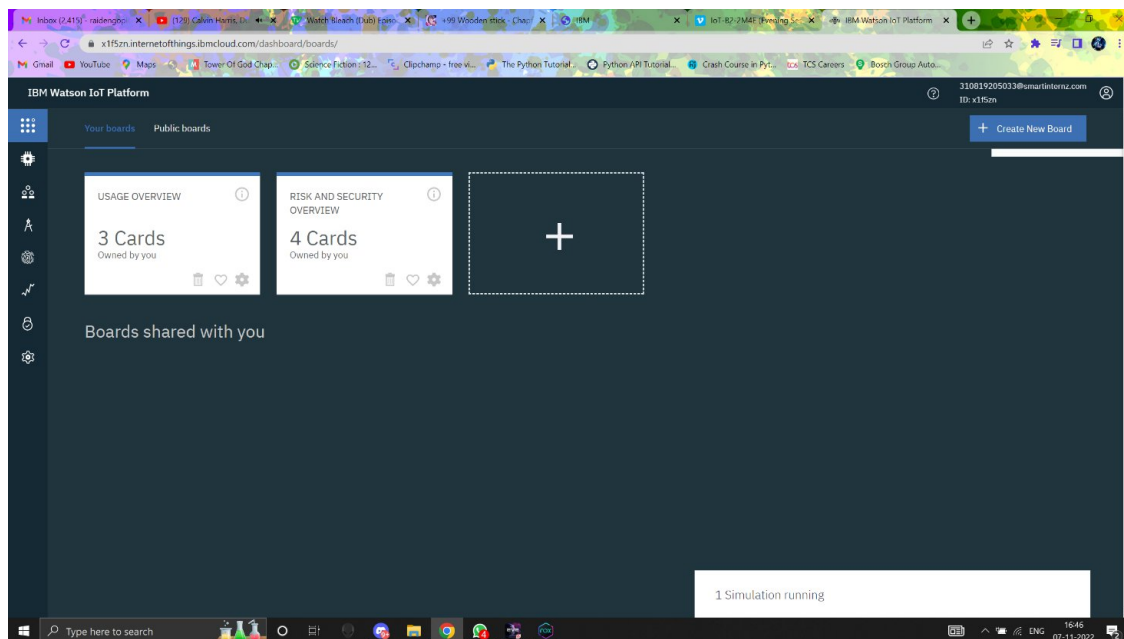 Inbox (2,415) - raidengop
(129) Calvin Harris, D
Watch Bleach (Dub) Episo
+99 Wooden stick - Chap
IBM
IoT-B2-2M4E (Evening Se
IBM Watson IoT Platform
x1f5zn.internetofthings.ibmcloud.com/dashboard/boards/
Gmail
YouTube
Maps
Tower Of God Chap...
Science Fiction : 12...
Clipchamp - free vi...
The Python Tutorial...
Python API Tutorial...
Crash Course in Pyt...
TCS Careers
Bosch Group Auto...
IBM Watson IoT Platform
310819205033@smartinternz.com
ID: x1f5zn
Your boards
Public boards
+ Create New Board
USAGE OVERVIEW
3 Cards
Owned by you
RISK AND SECURITY
OVERVIEW
4 Cards
Owned by you
Boards shared with you
1 Simulation running
Type here to search
ENG
16:46
07-11-2022